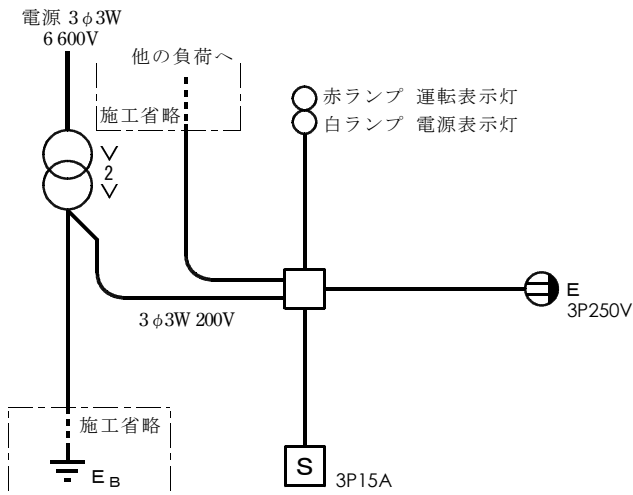 電源 3φ3W
6 600V
他の負荷へ
施工省略
赤ランプ 運転表示灯
白ランプ 電源表示灯
2
E
3P250V
3φ3W 200V
施工省略
EB
S
3P15A